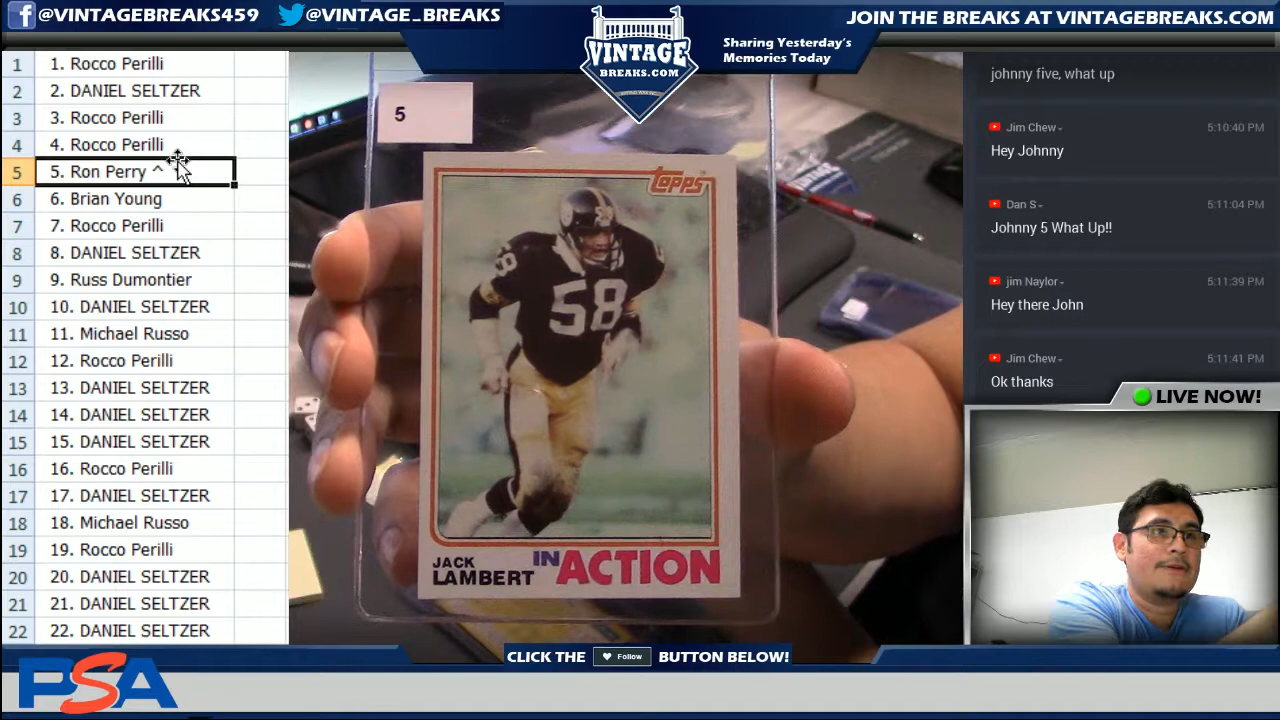 @VINTAGEBREAKS459
@VINTAGE_BREAKS
VINTAGE
BREAKS.COM
Sharing Yesterday's
Memories Today
JOIN THE BREAKS AT VINTAGEBREAKS.COM
1 1. Rocco Perilli
2 2. DANIEL SELTZER
3 3. Rocco Perilli
4 4. Rocco Perilli
5 5. Ron Perry ^
6 6. Brian Young
7 7. Rocco Perilli
8 8. DANIEL SELTZER
9 9. Russ Dumontier
10 10. DANIEL SELTZER
11 11. Michael Russo
12 12. Rocco Perilli
13 13. DANIEL SELTZER
14 14. DANIEL SELTZER
15 15. DANIEL SELTZER
16 16. Rocco Perilli
17 17. DANIEL SELTZER
18 18. Michael Russo
19 19. Rocco Perilli
20 20. DANIEL SELTZER
21 21. DANIEL SELTZER
22 22. DANIEL SELTZER
5
topps
58
58
JACK
LAMBERT
IN ACTION
johnny five, what up
Jim Chew 5:10:40 PM
Hey Johnny
Dan S 5:11:04 PM
Johnny 5 What Up!!
jim Naylor 5:11:39 PM
Hey there John
Jim Chew 5:11:41 PM
Ok thanks
LIVE NOW!
CLICK THE Follow BUTTON BELOW!
PSA